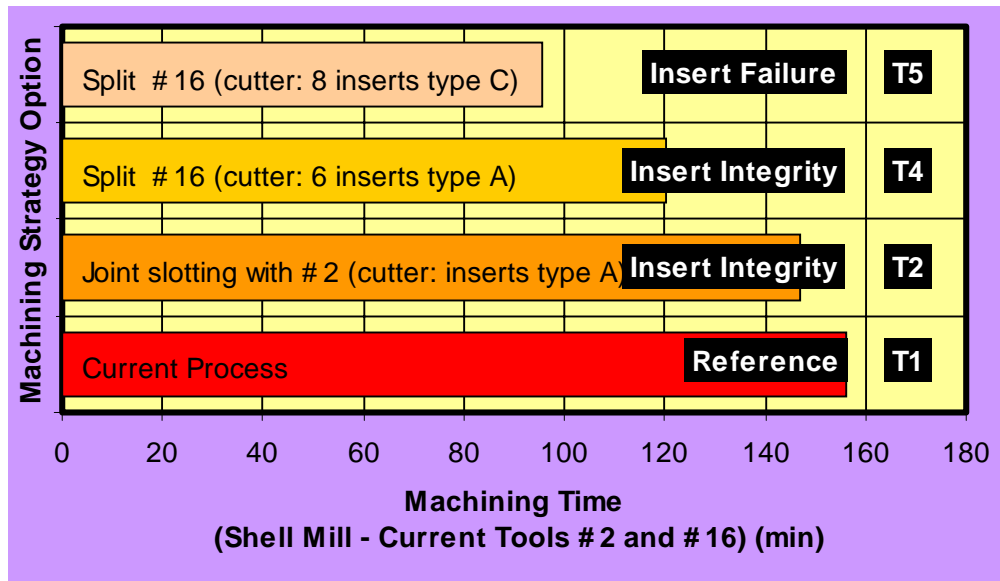 Machining Strategy Option
Split # 16 (cutter: 8 inserts type C)
Insert Failure
T5
Split # 16 (cutter: 6 inserts type A)
Insert Integrity
T4
Joint slotting with # 2 (cutter: inserts type A)
Insert Integrity
T2
Current Process
Reference
T1
0 20 40 60 80 100 120 140 160 180
Machining Time
(Shell Mill - Current Tools # 2 and # 16) (min)